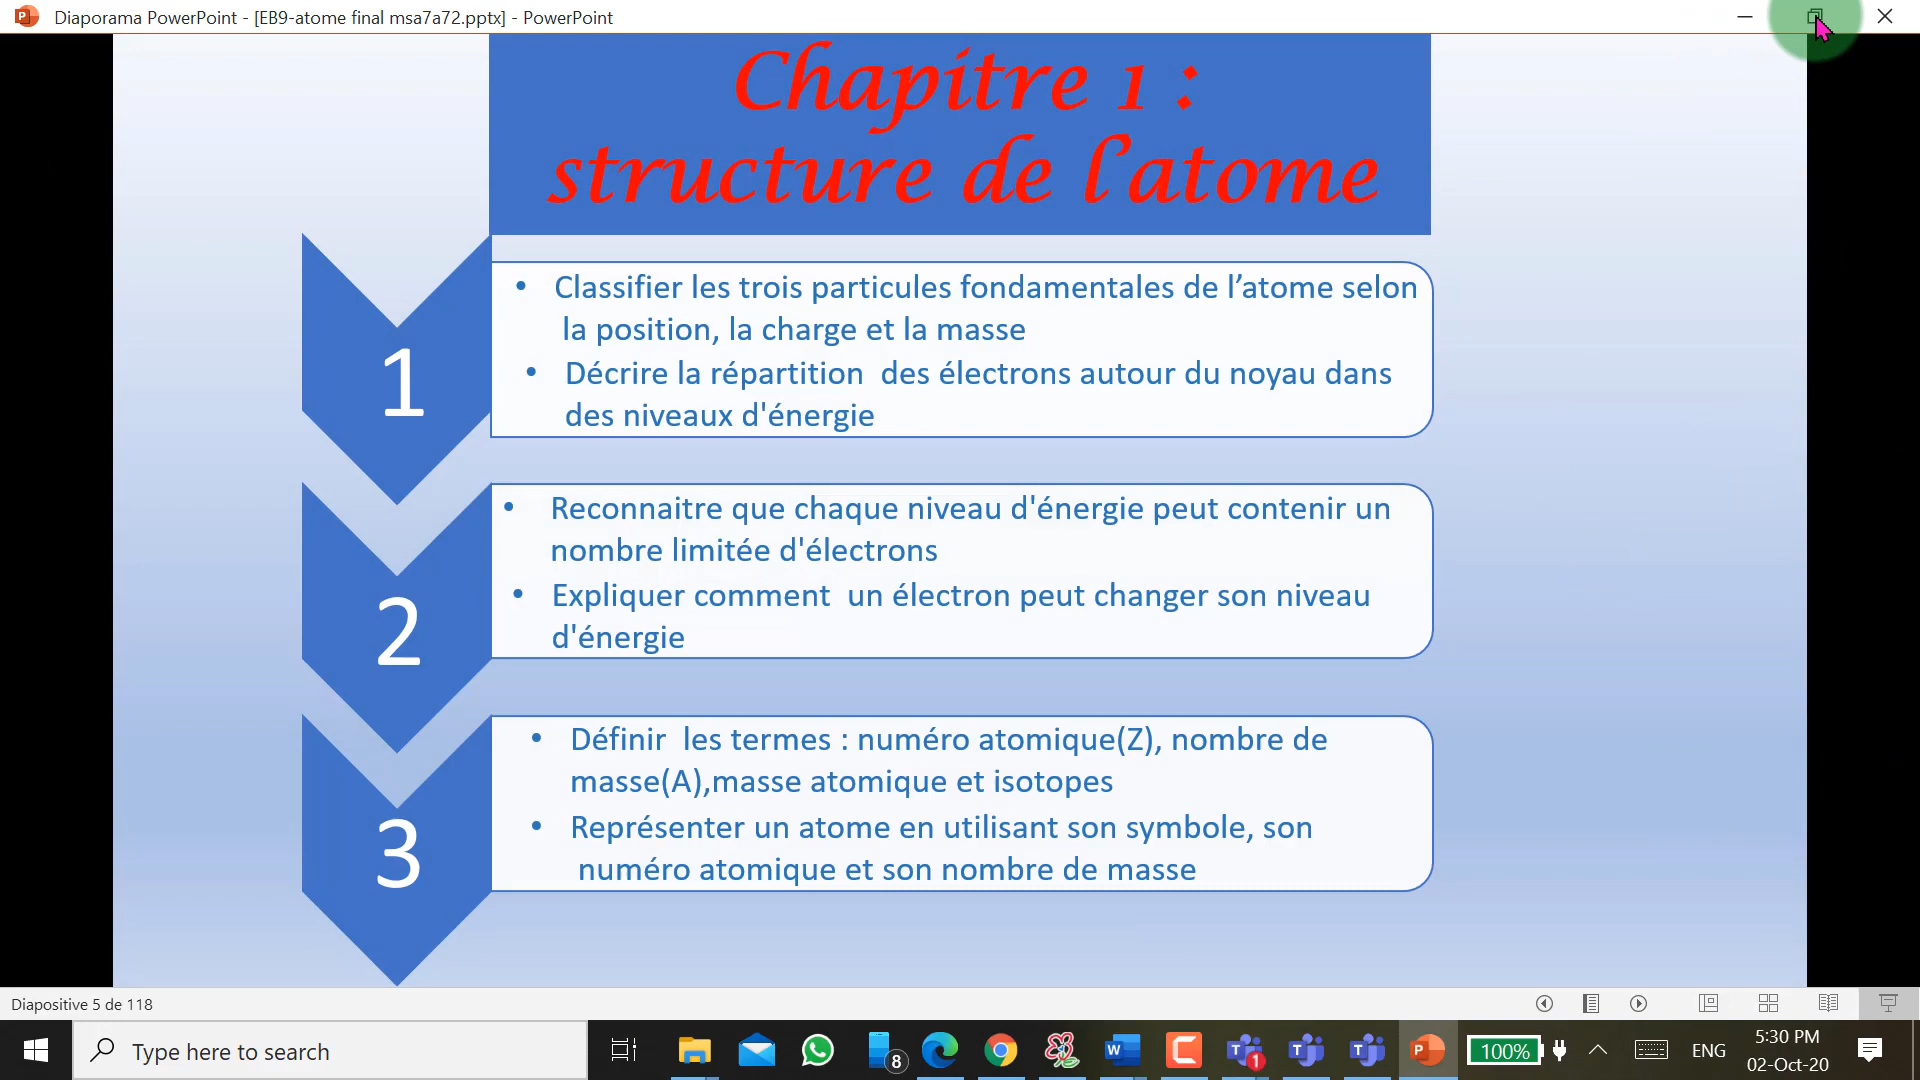 Diaporama PowerPoint - [EB9-atome final msa7a72.pptx] - PowerPoint
Chapitre 1 :
structure de l’atome
1
• Classifier les trois particules fondamentales de l’atome selon
la position, la charge et la masse
• Décrire la répartition des électrons autour du noyau dans
des niveaux d'énergie
2
• Reconnaitre que chaque niveau d'énergie peut contenir un
nombre limitée d'électrons
• Expliquer comment un électron peut changer son niveau
d'énergie
3
• Définir les termes : numéro atomique(Z), nombre de
masse(A),masse atomique et isotopes
• Représenter un atome en utilisant son symbole, son
numéro atomique et son nombre de masse
Diapositive 5 de 118
Type here to search
8
1
100%
ENG
5:30 PM
02-Oct-20